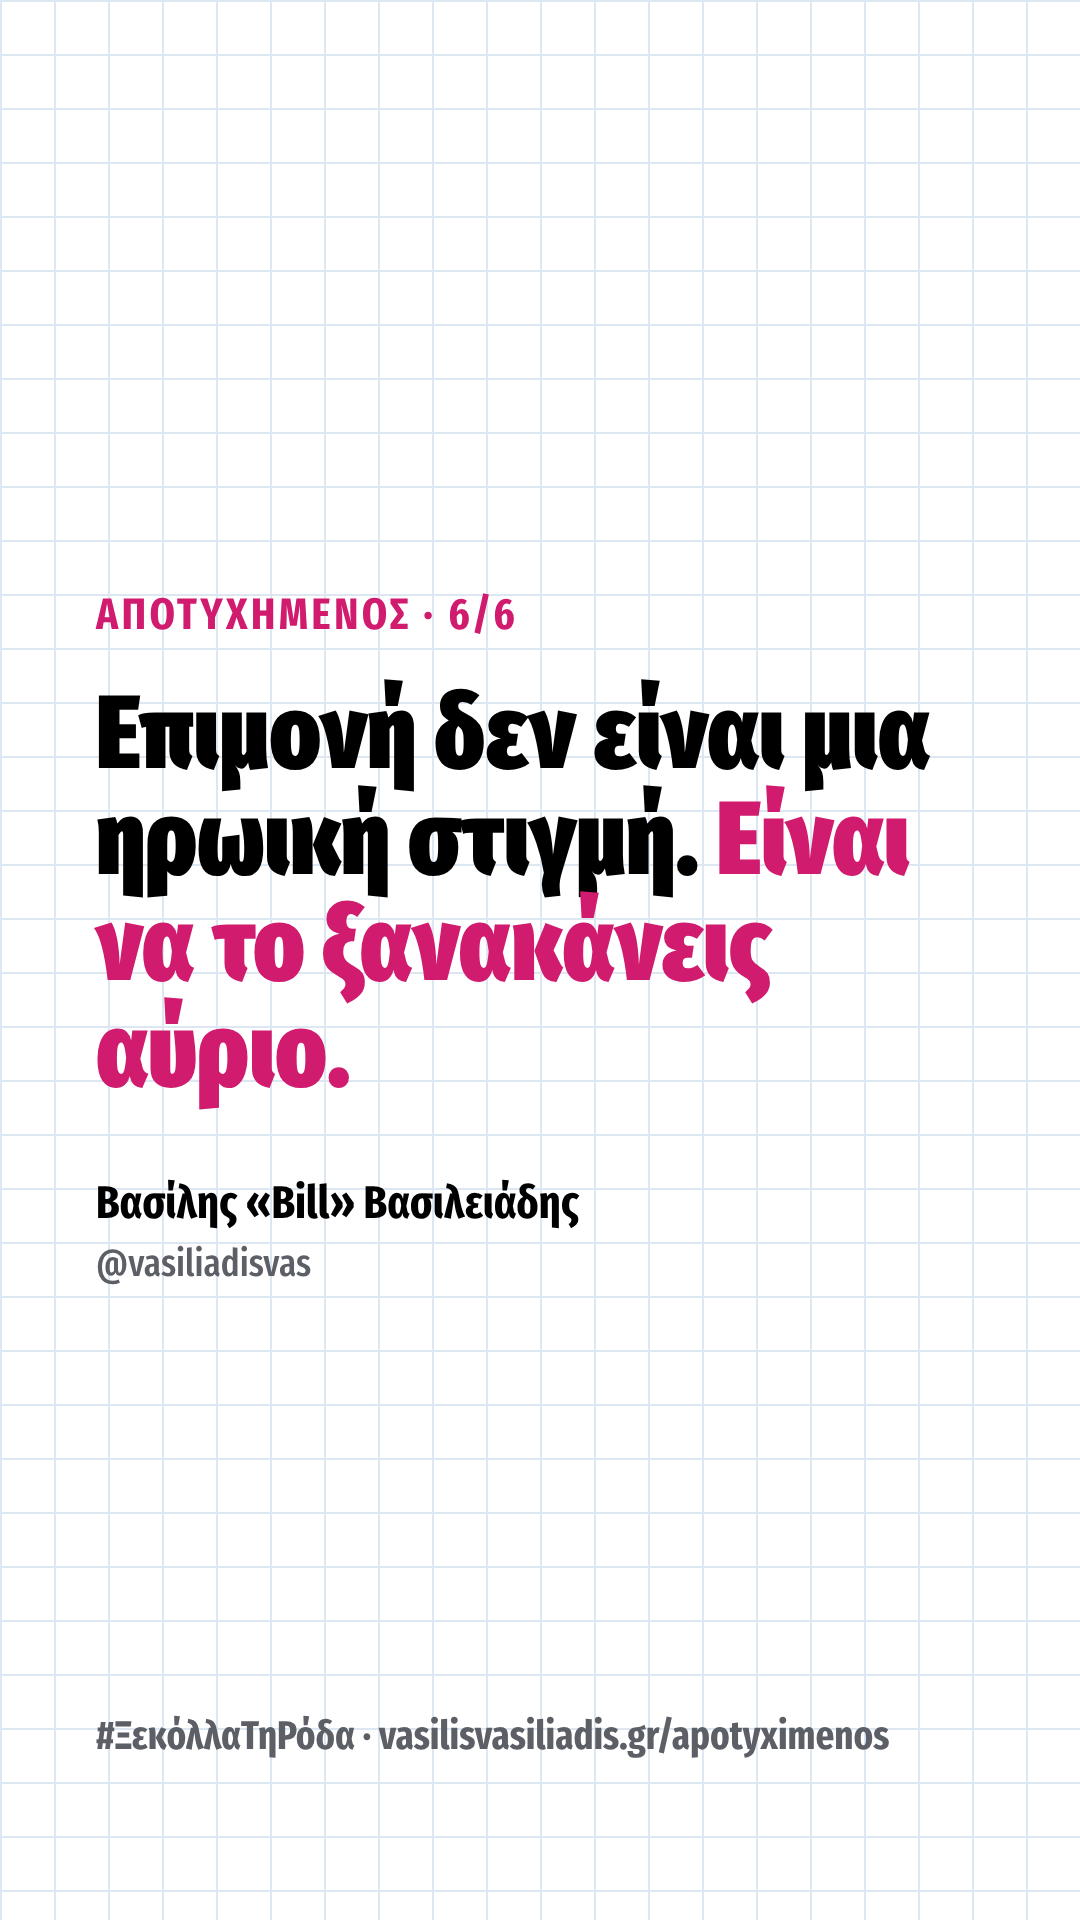 ΑΠΟΤΥΧΗΜΕΝΟΣ · 6/6
Επιμονή δεν είναι μια
ηρωική στιγμή. Είναι
να το ξανακάνεις
αύριο.
Βασίλης «Bill» Βασιλειάδης
@vasiliadisvas
#ΞεκόλλαΤηΡόδα · vasilisvasiliadis.gr/apotyximenos